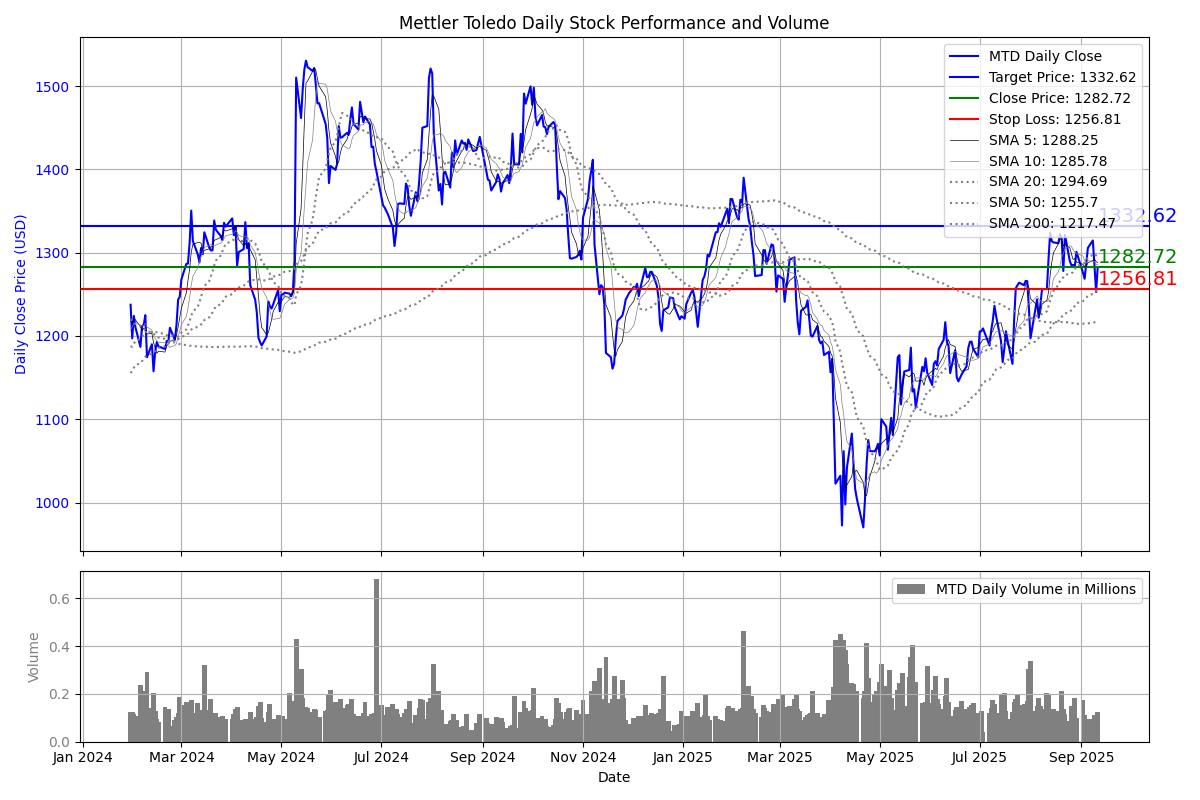 Mettler Toledo Daily Stock Performance and Volume
Daily Close Price (USD)
1500
1400
1300
1200
1100
1000
MTD Daily Close
Target Price: 1332.62
Close Price: 1282.72
Stop Loss: 1256.81
SMA 5: 1288.25
SMA 10: 1285.78
SMA 20: 1294.69
SMA 50: 1255.7
SMA 200: 1217.47
1332.62
1282.72
1256.81
Volume
0.6
0.4
0.2
0.0
MTD Daily Volume in Millions
Jan 2024
Mar 2024
May 2024
Jul 2024
Sep 2024
Nov 2024
Jan 2025
Mar 2025
May 2025
Jul 2025
Sep 2025
Date